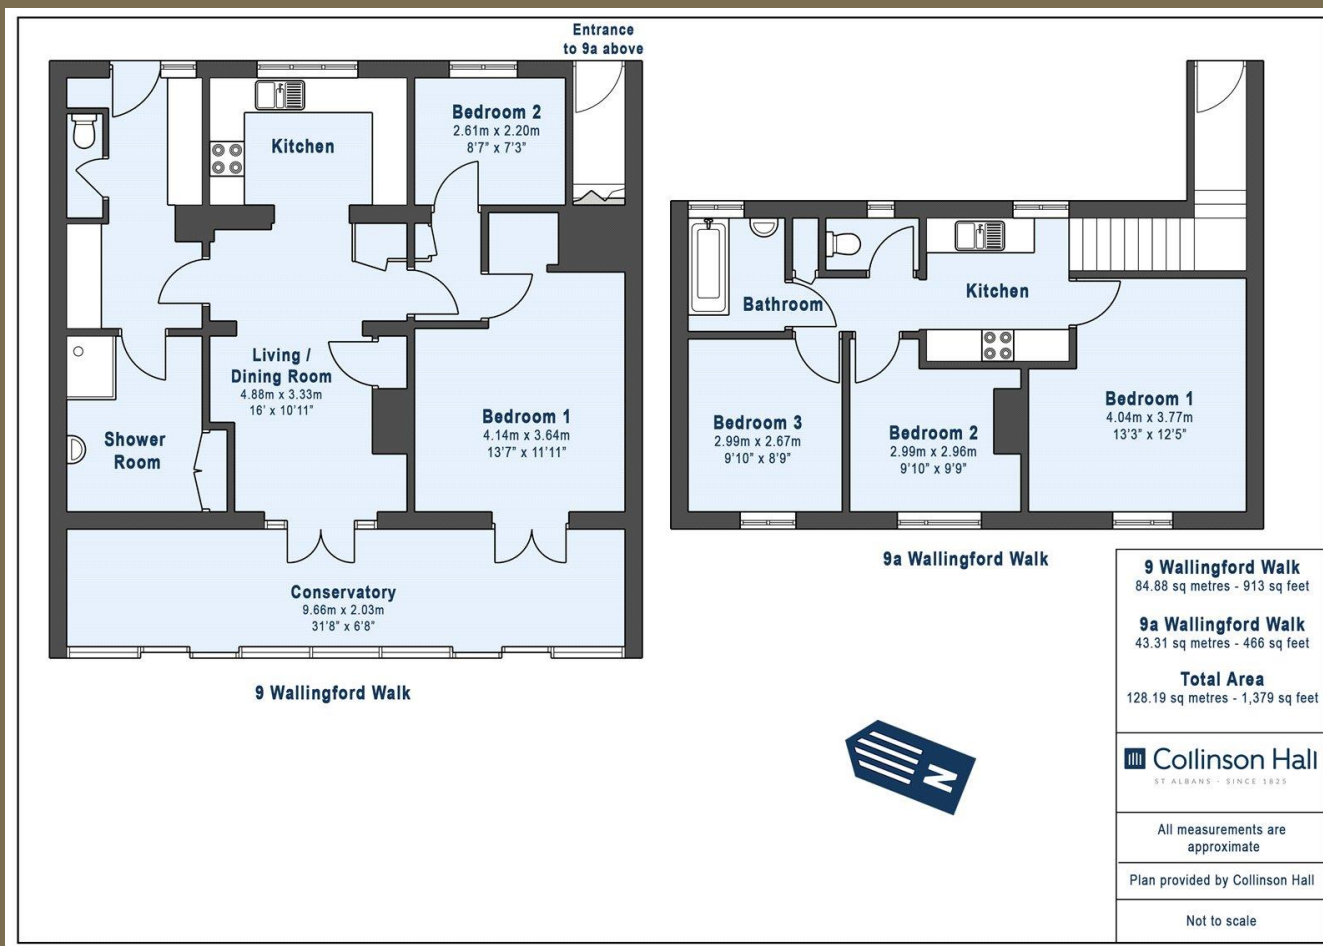 Entrance
to 9a above
Kitchen
Bedroom 2
2.61m x 2.20m
8'7" x 7'3"
Living /
Dining Room
4.88m x 3.33m
16' x 10'11"
Shower
Room
Bedroom 1
4.14m x 3.64m
13'7" x 11'11"
Conservatory
9.66m x 2.03m
31'8" x 6'8"
9 Wallingford Walk
Bathroom
Kitchen
Bedroom 3
2.99m x 2.67m
9'10" x 8'9"
Bedroom 2
2.99m x 2.96m
9'10" x 9'9"
Bedroom 1
4.04m x 3.77m
13'3" x 12'5"
9a Wallingford Walk
N
9 Wallingford Walk
84.88 sq metres - 913 sq feet
9a Wallingford Walk
43.31 sq metres - 466 sq feet
Total Area
128.19 sq metres - 1,379 sq feet
Collinson Hall
ST ALBANS · SINCE 1825
All measurements are
approximate
Plan provided by Collinson Hall
Not to scale